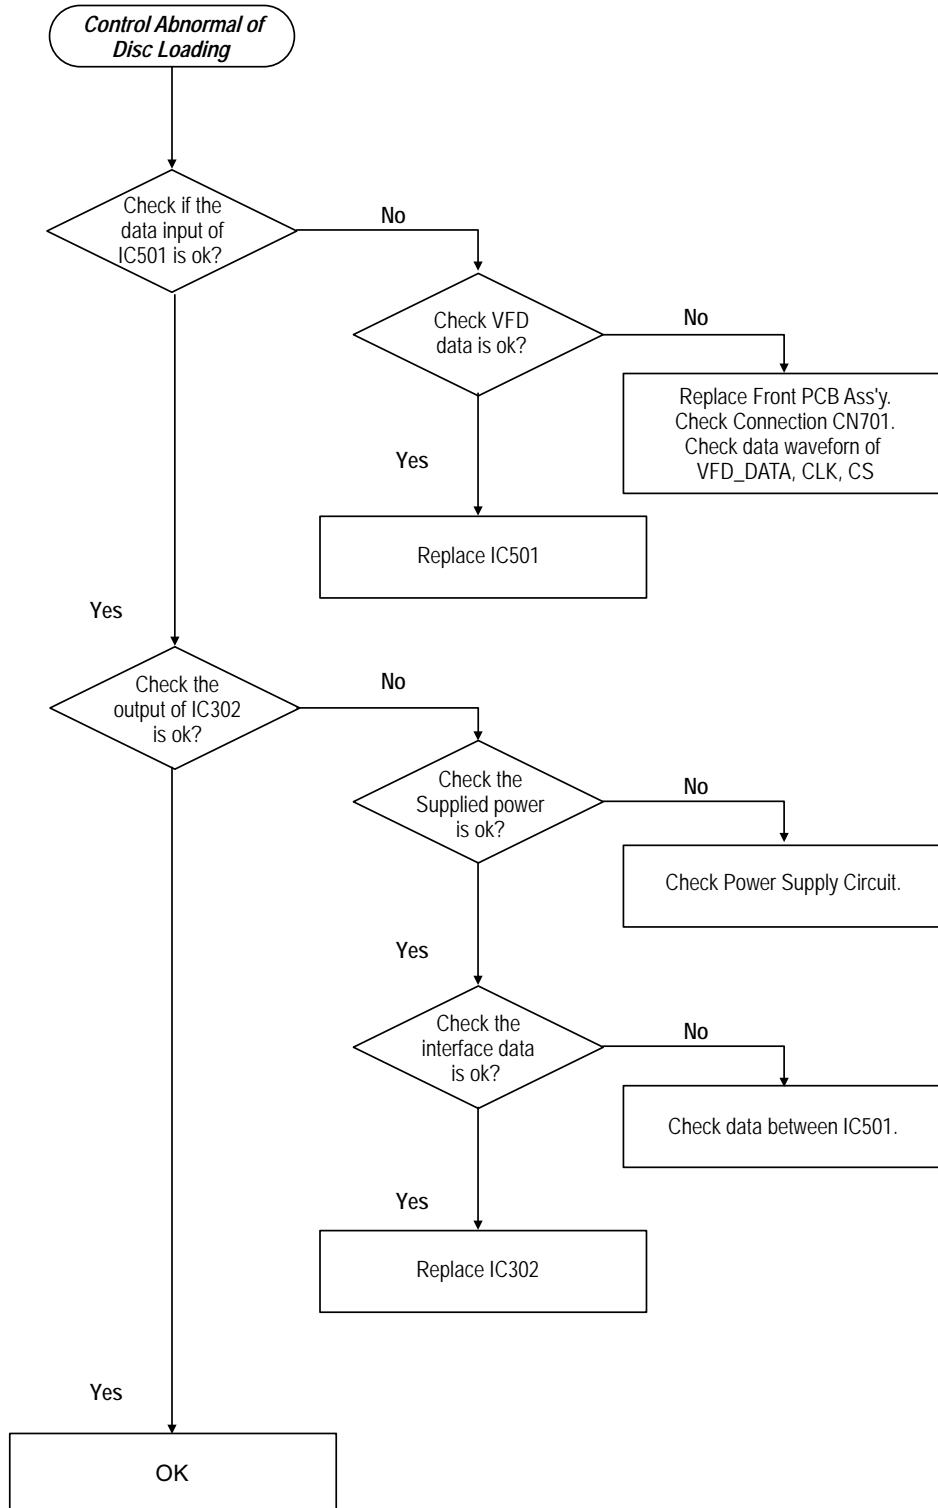 Control Abnormal of
Disc Loading
Check if the
data input of
IC501 is ok?
No
Check VFD
data is ok?
No
Replace Front PCB Ass'y.
Check Connection CN701.
Check data waveforn of
VFD_DATA, CLK, CS
Yes
Replace IC501
Yes
Check the
output of IC302
is ok?
No
Check the
Supplied power
is ok?
No
Check Power Supply Circuit.
Yes
Check the
interface data
is ok?
No
Check data between IC501.
Yes
Replace IC302
Yes
OK